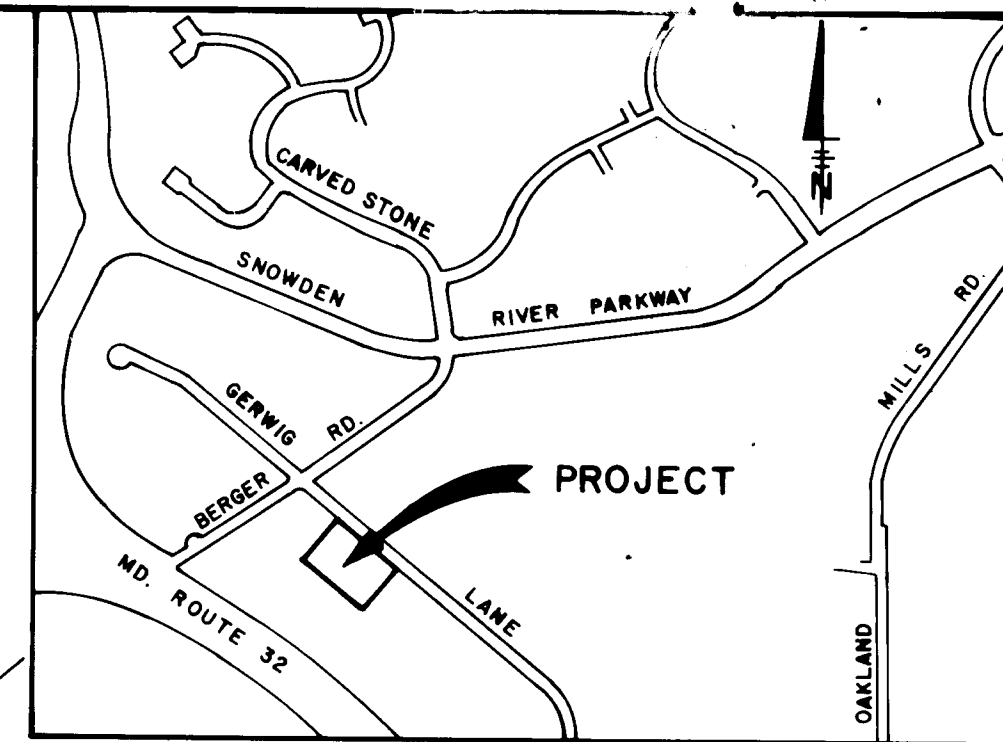 N
CARVED STONE
SNOWDEN
RIVER PARKWAY
MILLS RD.
GERWIG
BERGER RD.
PROJECT
LANE
MD. ROUTE 32
OAKLAND